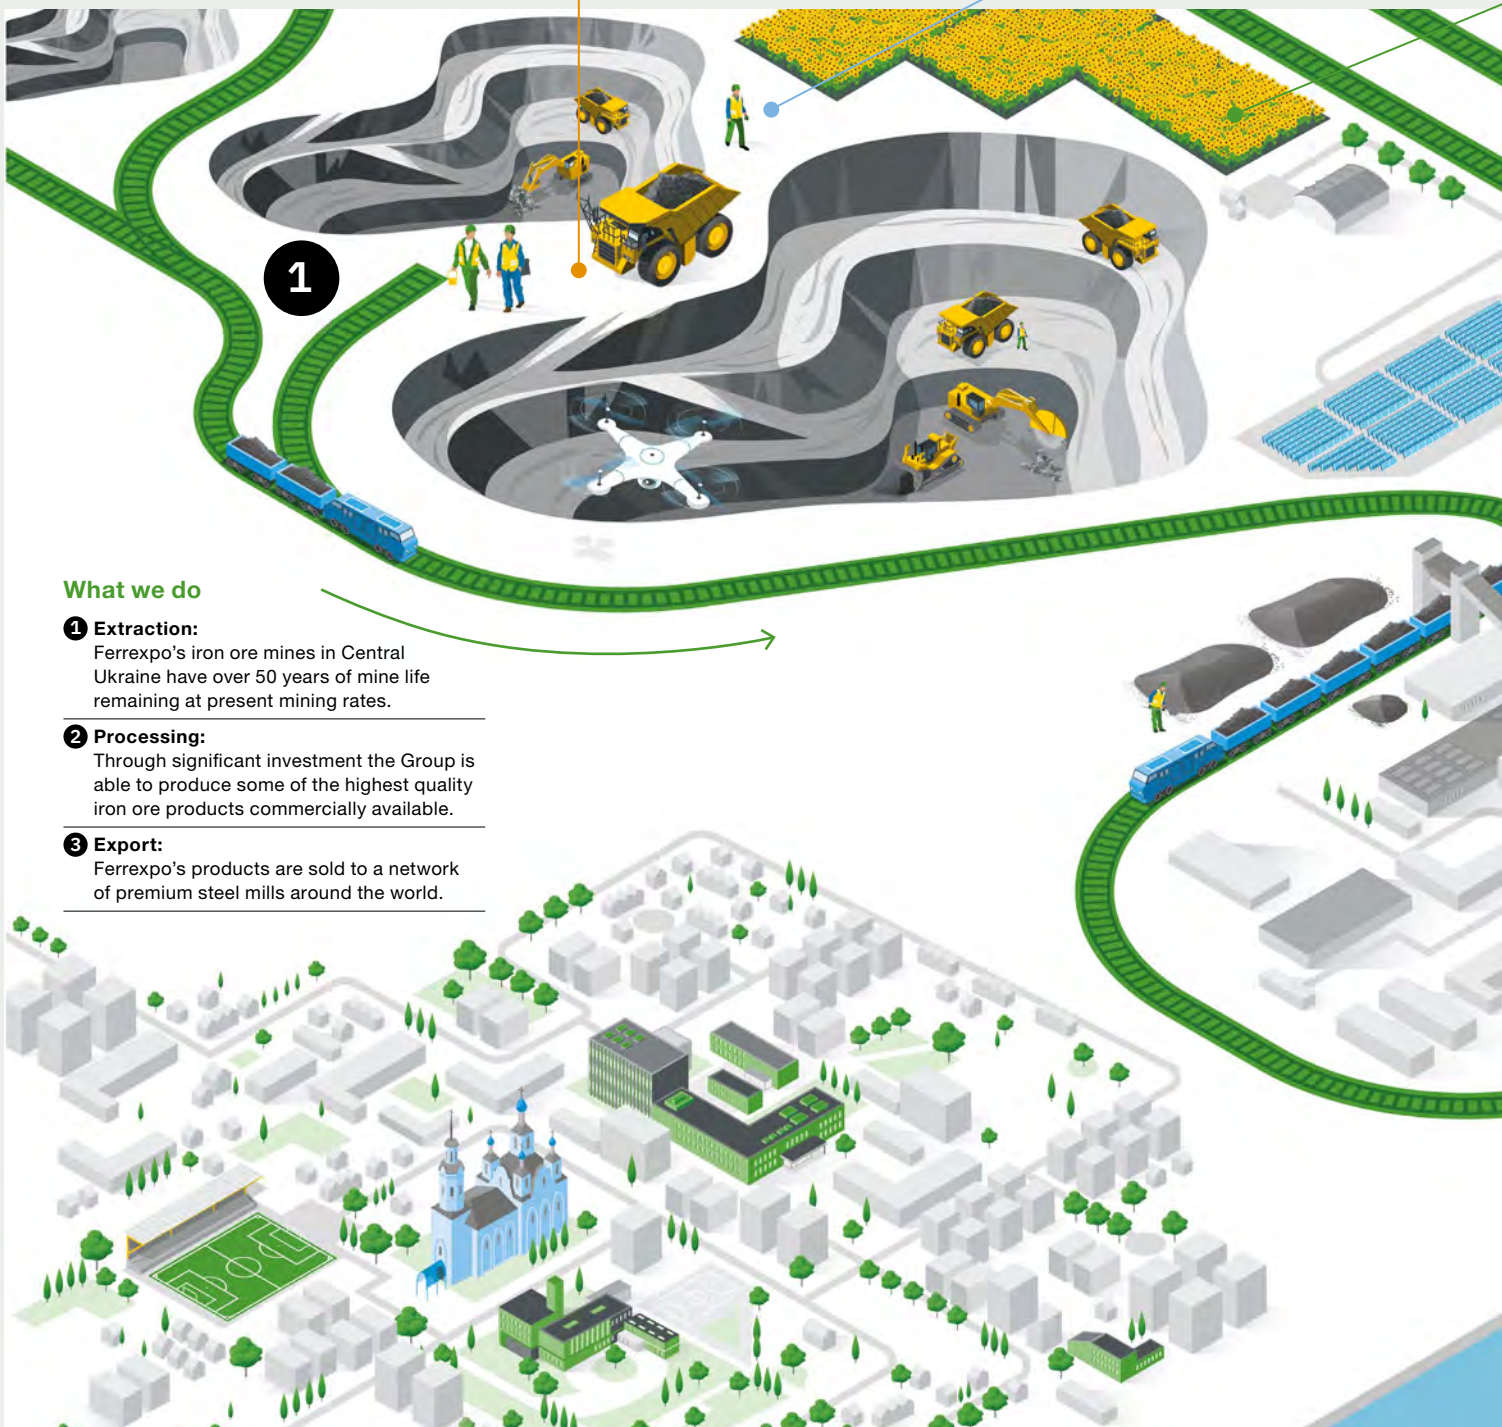 1
What we do
1 Extraction:
Ferrexpo’s iron ore mines in Central
Ukraine have over 50 years of mine life
remaining at present mining rates.
2 Processing:
Through significant investment the Group is
able to produce some of the highest quality
iron ore products commercially available.
3 Export:
Ferrexpo’s products are sold to a network
of premium steel mills around the world.